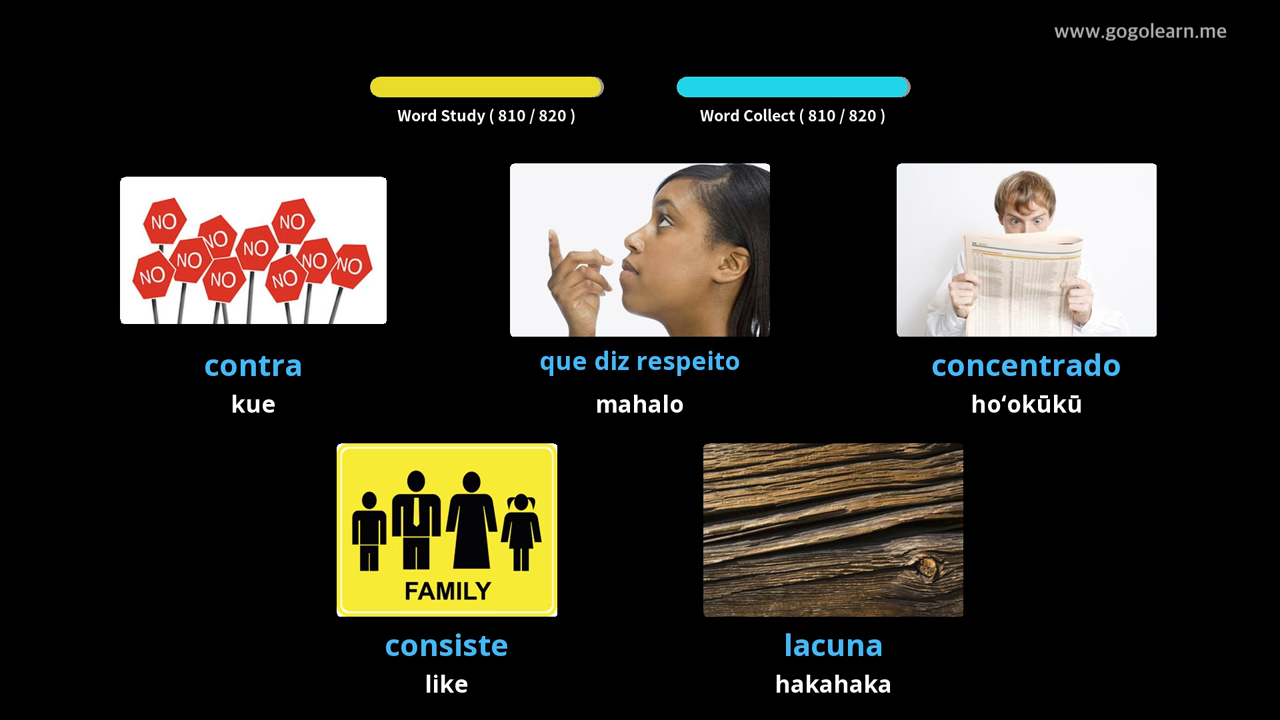 www.gogolearn.me
Word Study ( 810 / 820 )
Word Collect ( 810 / 820 )
NO
NO
NO
NO
NO
NO
NO
NO
NO
NO
contra
kue
que diz respeito
mahalo
concentrado
hoʻokūkū
FAMILY
consiste
like
lacuna
hakahaka